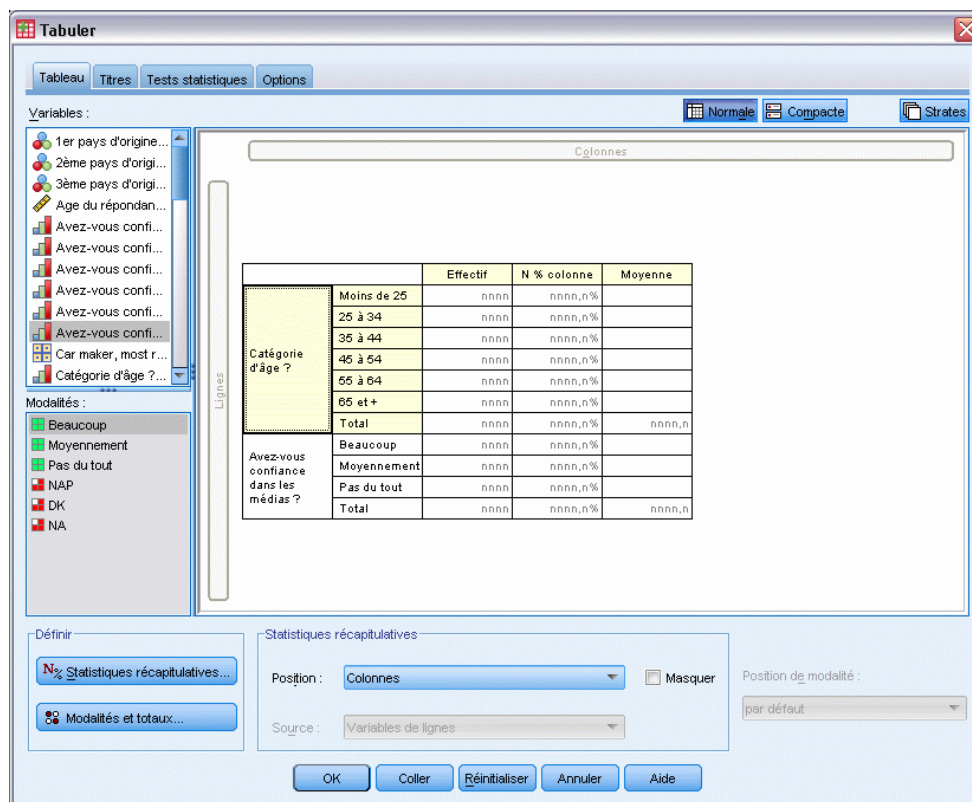 Tabuler
Tableau Titres Tests statistiques Options
Variables :
Normale Compacte Strates
1er pays d'origine...
2ème pays d'origi...
3ème pays d'origi...
Age du répondan...
Avez-vous confi...
Avez-vous confi...
Avez-vous confi...
Avez-vous confi...
Avez-vous confi...
Avez-vous confi...
Car maker, most r...
Catégorie d'âge ?...
Modalités :
Beaucoup
Moyennement
Pas du tout
NAP
DK
NA
Colonnes
Lignes
Effectif N % colonne Moyenne
Catégorie d'âge ?
Moins de 25 nnnn nnnn,n%
25 à 34 nnnn nnnn,n%
35 à 44 nnnn nnnn,n%
45 à 54 nnnn nnnn,n%
55 à 64 nnnn nnnn,n%
65 et + nnnn nnnn,n%
Total nnnn nnnn,n% nnnn,n
Avez-vous confiance dans les médias ?
Beaucoup nnnn nnnn,n%
Moyennement nnnn nnnn,n%
Pas du tout nnnn nnnn,n%
Total nnnn nnnn,n% nnnn,n
Définir
N% Statistiques récapitulatives...
Modalités et totaux...
Statistiques récapitulatives
Position : Colonnes Masquer
Source : Variables de lignes
Position de modalité :
par défaut
OK Coller Réinitialiser Annuler Aide